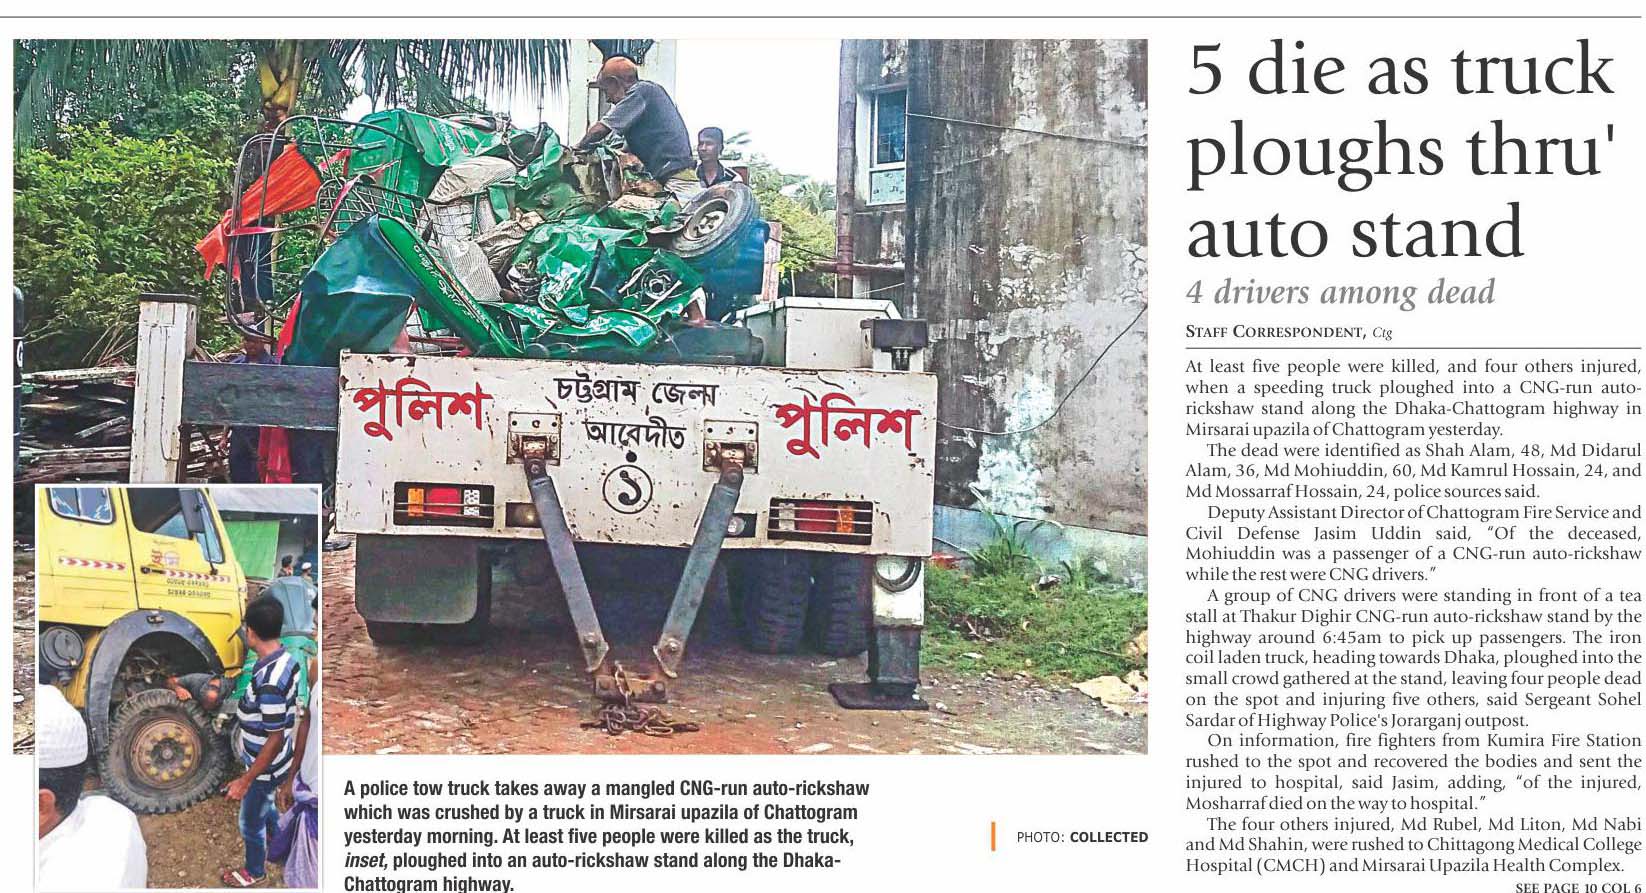 5 die as truck
ploughs thru'
auto stand
4 drivers among dead
STAFF CORRESPONDENT, Ctg
At least five people were killed, and four others injured,
when a speeding truck ploughed into a CNG-run auto-
rickshaw stand along the Dhaka-Chattogram highway in
Mirsarai upazila of Chattogram yesterday.
The dead were identified as Shah Alam, 48, Md Didarul
Alam, 36, Md Mohiuddin, 60, Md Kamrul Hossain, 24, and
Md Mossarraf Hossain, 24, police sources said.
Deputy Assistant Director of Chattogram Fire Service and
Civil Defense Jasim Uddin said, “Of the deceased,
Mohiuddin was a passenger of a CNG-run auto-rickshaw
while the rest were CNG drivers.”
A group of CNG drivers were standing in front of a tea
stall at Thakur Dighir CNG-run auto-rickshaw stand by the
highway around 6:45am to pick up passengers. The iron
coil laden truck, heading towards Dhaka, ploughed into the
small crowd gathered at the stand, leaving four people dead
on the spot and injuring five others, said Sergeant Sohel
Sardar of Highway Police's Jorarganj outpost.
On information, fire fighters from Kumira Fire Station
rushed to the spot and recovered the bodies and sent the
injured to hospital, said Jasim, adding, “of the injured,
Mosharraf died on the way to hospital.”
The four others injured, Md Rubel, Md Liton, Md Nabi
and Md Shahin, were rushed to Chittagong Medical College
Hospital (CMCH) and Mirsarai Upazila Health Complex.
SEE PAGE 10 COL 6
পুলিশ
চট্টগ্রাম জেলা
আবেদীত
১
পুলিশ
A police tow truck takes away a mangled CNG-run auto-rickshaw
which was crushed by a truck in Mirsarai upazila of Chattogram
yesterday morning. At least five people were killed as the truck,
inset, ploughed into an auto-rickshaw stand along the Dhaka-
Chattogram highway.
PHOTO: COLLECTED